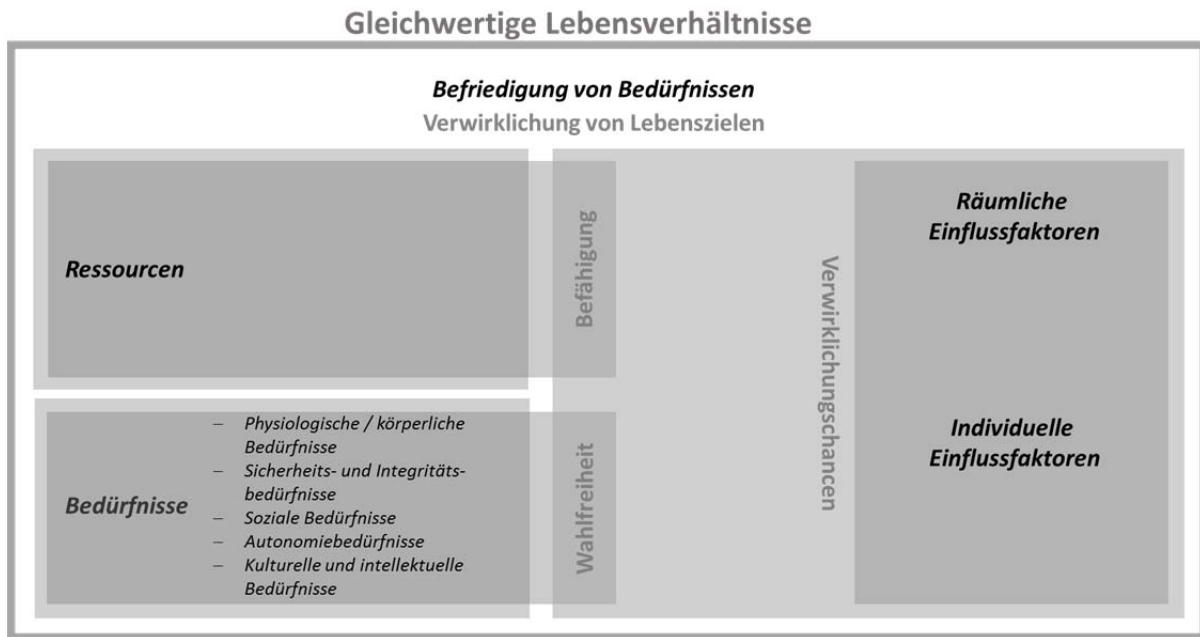 Gleichwertige Lebensverhältnisse
Befriedigung von Bedürfnissen
Verwirklichung von Lebenszielen
Ressourcen
Befähigung
Bedürfnisse
– Physiologische / körperliche
Bedürfnisse
– Sicherheits- und Integritäts-
bedürfnisse
– Soziale Bedürfnisse
– Autonomiebedürfnisse
– Kulturelle und intellektuelle
Bedürfnisse
Wahlfreiheit
Verwirklichungschancen
Räumliche
Einflussfaktoren
Individuelle
Einflussfaktoren